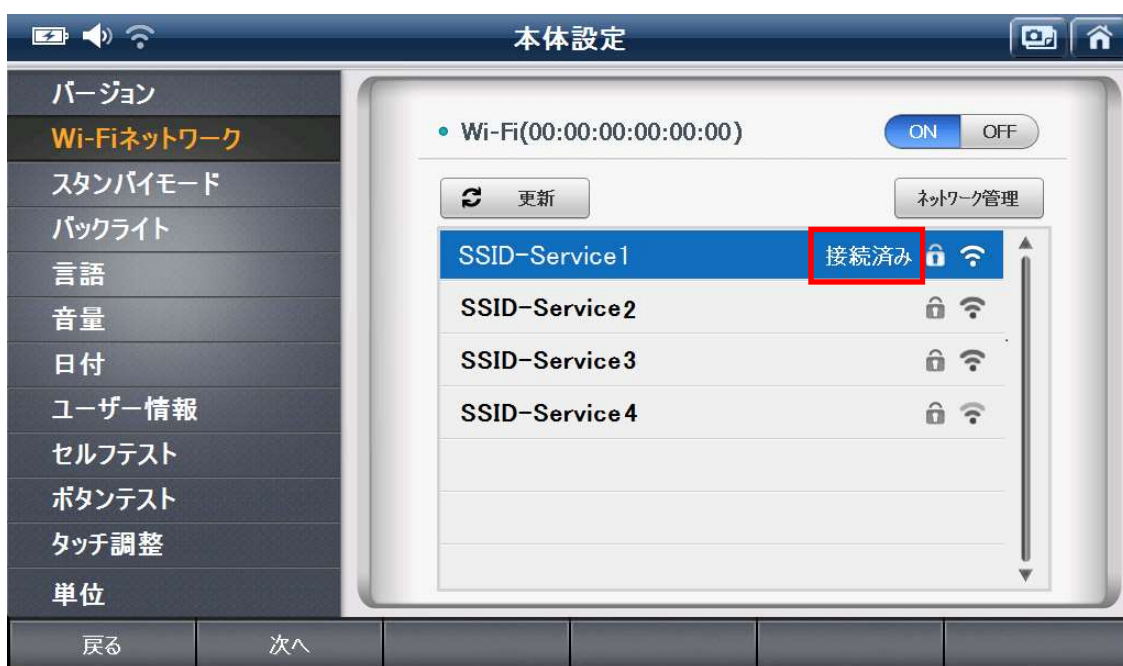 本体設定
バージョン
Wi-Fiネットワーク
スタンバイモード
バックライト
言語
音量
日付
ユーザー情報
セルフテスト
ボタンテスト
タッチ調整
単位
Wi-Fi(00:00:00:00:00:00)
ON OFF
更新
ネットワーク管理
SSID-Service1 接続済み
SSID-Service2
SSID-Service3
SSID-Service4
戻る 次へ